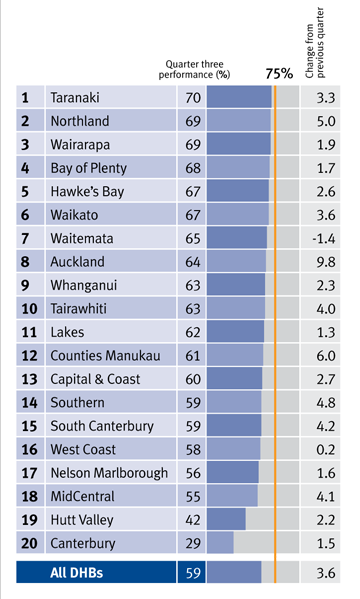 Quarter three
performance (%)
75%
Change from
previous quarter
1 Taranaki 70 3.3
2 Northland 69 5.0
3 Wairarapa 69 1.9
4 Bay of Plenty 68 1.7
5 Hawke's Bay 67 2.6
6 Waikato 67 3.6
7 Waitemata 65 -1.4
8 Auckland 64 9.8
9 Whanganui 63 2.3
10 Tairawhiti 63 4.0
11 Lakes 62 1.3
12 Counties Manukau 61 6.0
13 Capital & Coast 60 2.7
14 Southern 59 4.8
15 South Canterbury 59 4.2
16 West Coast 58 0.2
17 Nelson Marlborough 56 1.6
18 MidCentral 55 4.1
19 Hutt Valley 42 2.2
20 Canterbury 29 1.5
All DHBs 59 3.6